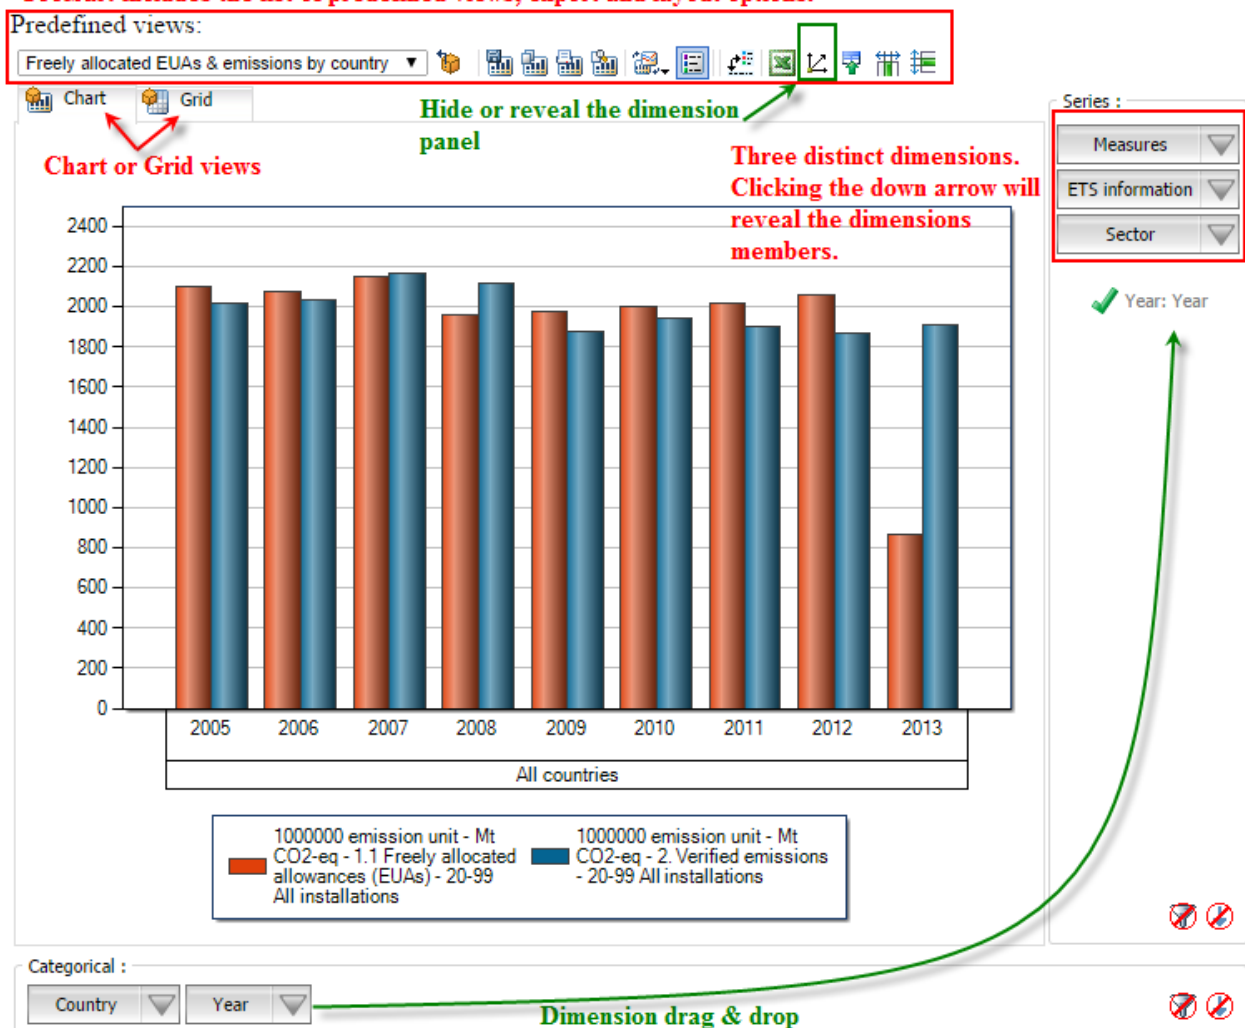 Predefined views:
Freely allocated EUAs & emissions by country
Chart
Grid
Hide or reveal the dimension
panel
Chart or Grid views
Three distinct dimensions.
Clicking the down arrow will
reveal the dimensions
members.
Series :
Measures
ETS information
Sector
Year: Year
2400
2200
2000
1800
1600
1400
1200
1000
800
600
400
200
0
2005 2006 2007 2008 2009 2010 2011 2012 2013
All countries
1000000 emission unit - Mt
CO2-eq - 1.1 Freely allocated
allowances (EUAs) - 20-99
All installations
1000000 emission unit - Mt
CO2-eq - 2. Verified emissions
- 20-99 All installations
Categorical :
Country
Year
Dimension drag & drop